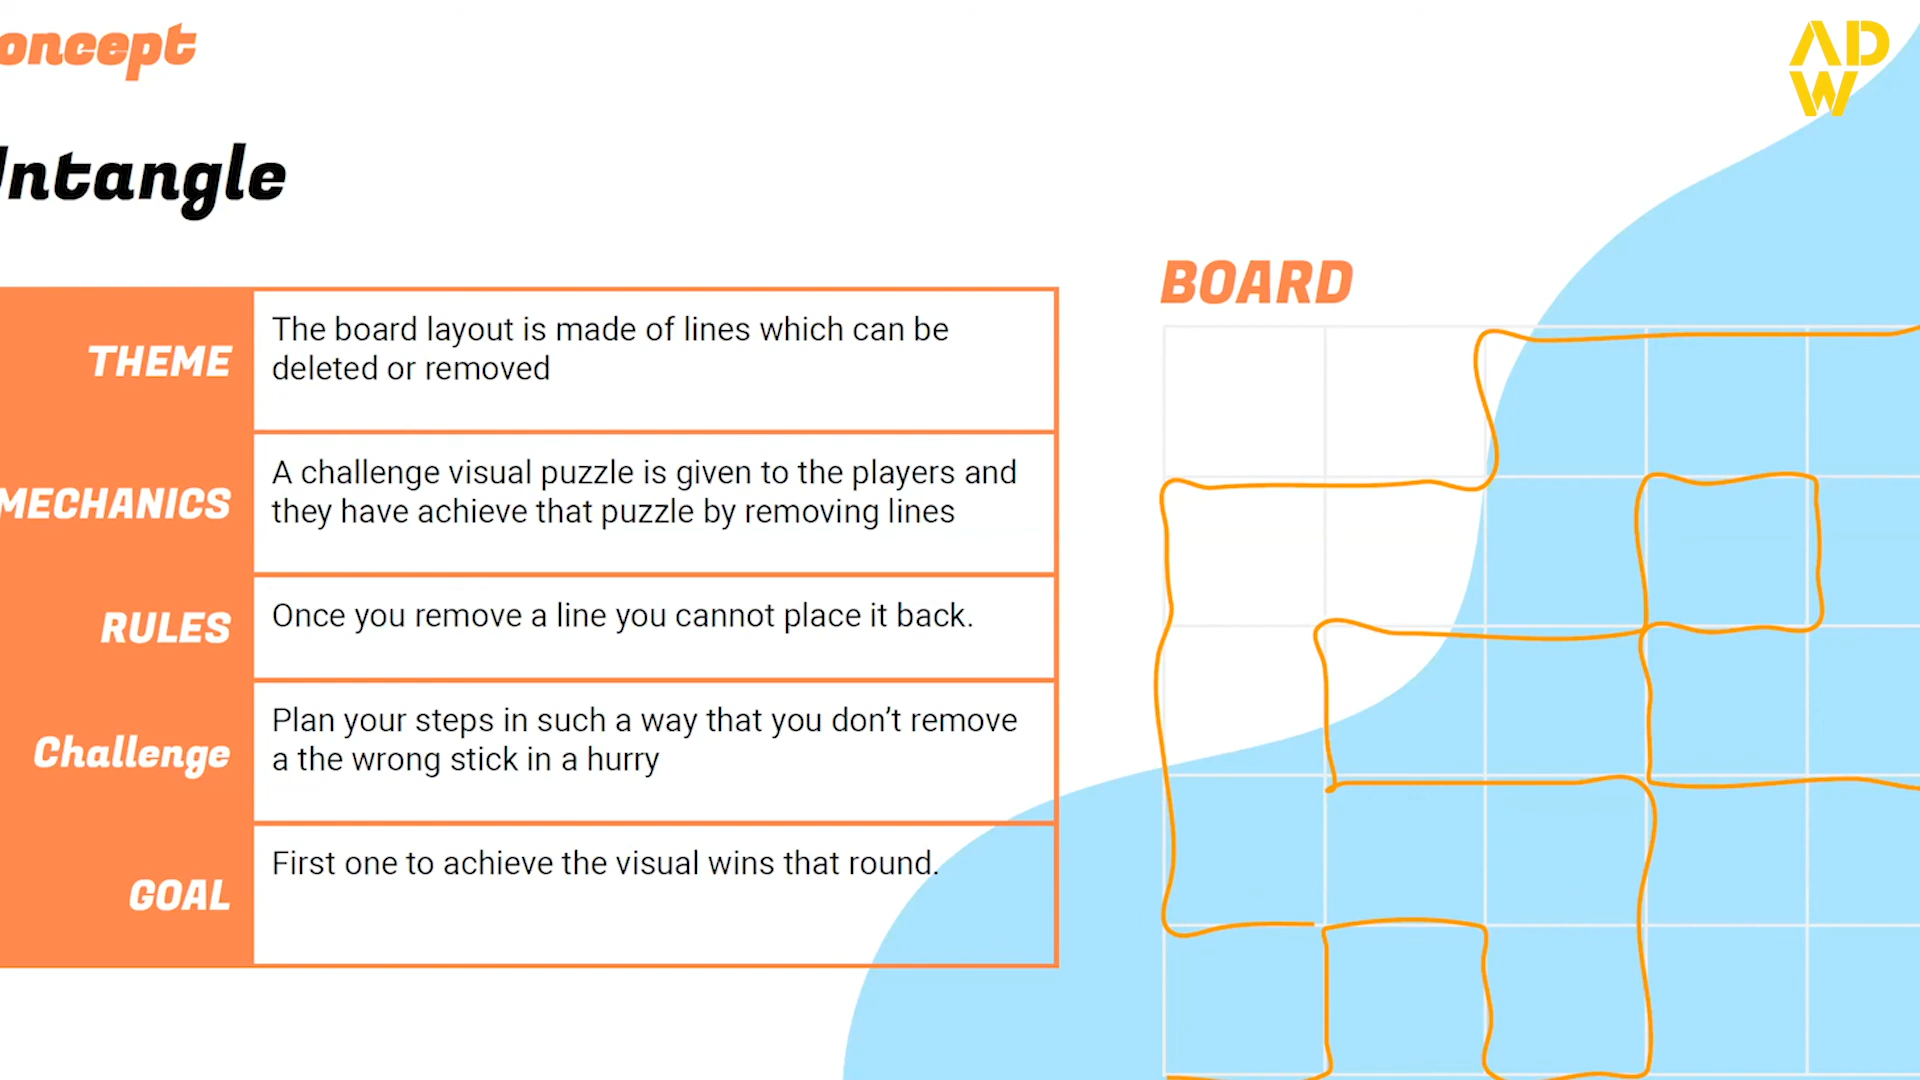 oncept
ntangle
THEME
The board layout is made of lines which can be
deleted or removed
MECHANICS
A challenge visual puzzle is given to the players and
they have achieve that puzzle by removing lines
RULES
Once you remove a line you cannot place it back.
Challenge
Plan your steps in such a way that you don’t remove
a the wrong stick in a hurry
GOAL
First one to achieve the visual wins that round.
BOARD
AD
W